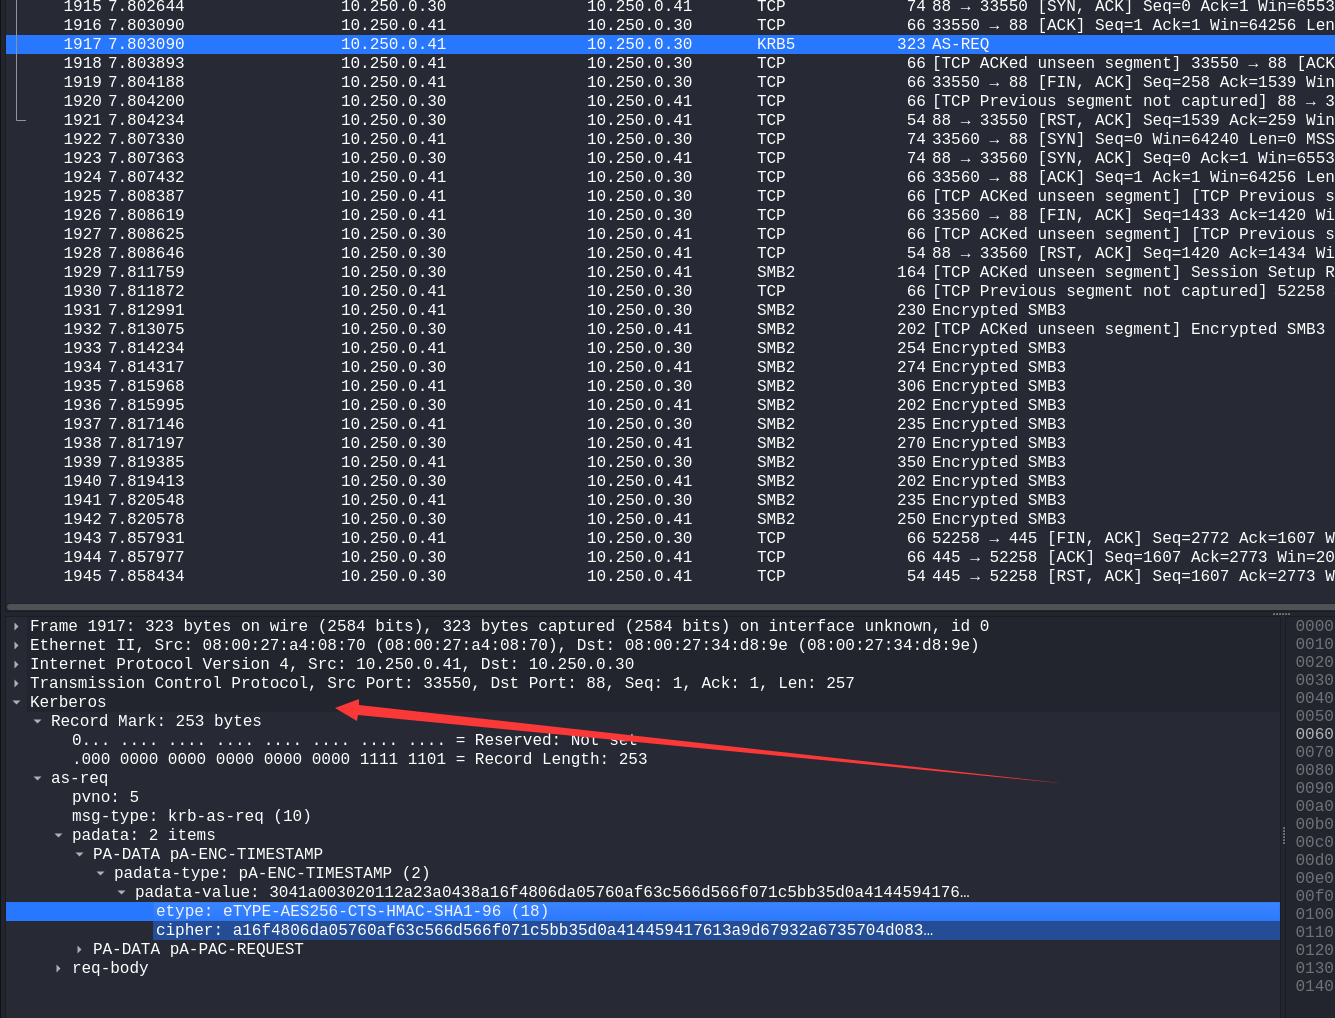 1915 7.802644 10.250.0.30 10.250.0.41 TCP 74 88 → 33550 [SYN, ACK] Seq=0 Ack=1 Win=6553
1916 7.803090 10.250.0.41 10.250.0.30 TCP 66 33550 → 88 [ACK] Seq=1 Ack=1 Win=64256 Len
1917 7.803090 10.250.0.41 10.250.0.30 KRB5 323 AS-REQ
1918 7.803893 10.250.0.41 10.250.0.30 TCP 66 [TCP ACKed unseen segment] 33550 → 88 [ACK
1919 7.804188 10.250.0.41 10.250.0.30 TCP 66 33550 → 88 [FIN, ACK] Seq=258 Ack=1539 Win
1920 7.804200 10.250.0.30 10.250.0.41 TCP 66 [TCP Previous segment not captured] 88 → 3
1921 7.804234 10.250.0.30 10.250.0.41 TCP 54 88 → 33550 [RST, ACK] Seq=1539 Ack=259 Win
1922 7.807330 10.250.0.41 10.250.0.30 TCP 74 33560 → 88 [SYN] Seq=0 Win=64240 Len=0 MSS
1923 7.807363 10.250.0.30 10.250.0.41 TCP 74 88 → 33560 [SYN, ACK] Seq=0 Ack=1 Win=6553
1924 7.807432 10.250.0.41 10.250.0.30 TCP 66 33560 → 88 [ACK] Seq=1 Ack=1 Win=64256 Len
1925 7.808387 10.250.0.41 10.250.0.30 TCP 66 [TCP ACKed unseen segment] [TCP Previous s
1926 7.808619 10.250.0.41 10.250.0.30 TCP 66 33560 → 88 [FIN, ACK] Seq=1433 Ack=1420 Wi
1927 7.808625 10.250.0.30 10.250.0.41 TCP 66 [TCP ACKed unseen segment] [TCP Previous s
1928 7.808646 10.250.0.30 10.250.0.41 TCP 54 88 → 33560 [RST, ACK] Seq=1420 Ack=1434 Wi
1929 7.811759 10.250.0.30 10.250.0.41 SMB2 164 [TCP ACKed unseen segment] Session Setup R
1930 7.811872 10.250.0.41 10.250.0.30 TCP 66 [TCP Previous segment not captured] 52258
1931 7.812991 10.250.0.41 10.250.0.30 SMB2 230 Encrypted SMB3
1932 7.813075 10.250.0.30 10.250.0.41 SMB2 202 [TCP ACKed unseen segment] Encrypted SMB3
1933 7.814234 10.250.0.41 10.250.0.30 SMB2 254 Encrypted SMB3
1934 7.814317 10.250.0.30 10.250.0.41 SMB2 274 Encrypted SMB3
1935 7.815968 10.250.0.41 10.250.0.30 SMB2 306 Encrypted SMB3
1936 7.815995 10.250.0.30 10.250.0.41 SMB2 202 Encrypted SMB3
1937 7.817146 10.250.0.41 10.250.0.30 SMB2 235 Encrypted SMB3
1938 7.817197 10.250.0.30 10.250.0.41 SMB2 270 Encrypted SMB3
1939 7.819385 10.250.0.41 10.250.0.30 SMB2 350 Encrypted SMB3
1940 7.819413 10.250.0.30 10.250.0.41 SMB2 202 Encrypted SMB3
1941 7.820548 10.250.0.41 10.250.0.30 SMB2 235 Encrypted SMB3
1942 7.820578 10.250.0.30 10.250.0.41 SMB2 250 Encrypted SMB3
1943 7.857931 10.250.0.41 10.250.0.30 TCP 66 52258 → 445 [FIN, ACK] Seq=2772 Ack=1607 W
1944 7.857977 10.250.0.30 10.250.0.41 TCP 66 445 → 52258 [ACK] Seq=1607 Ack=2773 Win=20
1945 7.858434 10.250.0.30 10.250.0.41 TCP 54 445 → 52258 [RST, ACK] Seq=1607 Ack=2773 W
Frame 1917: 323 bytes on wire (2584 bits), 323 bytes captured (2584 bits) on interface unknown, id 0
Ethernet II, Src: 08:00:27:a4:08:70 (08:00:27:a4:08:70), Dst: 08:00:27:34:d8:9e (08:00:27:34:d8:9e)
Internet Protocol Version 4, Src: 10.250.0.41, Dst: 10.250.0.30
Transmission Control Protocol, Src Port: 33550, Dst Port: 88, Seq: 1, Ack: 1, Len: 257
Kerberos
Record Mark: 253 bytes
0... .... .... .... .... .... .... .... = Reserved: Not set
.000 0000 0000 0000 0000 0000 1111 1101 = Record Length: 253
as-req
pvno: 5
msg-type: krb-as-req (10)
padata: 2 items
PA-DATA pA-ENC-TIMESTAMP
padata-type: pA-ENC-TIMESTAMP (2)
padata-value: 3041a003020112a23a0438a16f4806da05760af63c566d566f071c5bb35d0a4144594176…
etype: eTYPE-AES256-CTS-HMAC-SHA1-96 (18)
cipher: a16f4806da05760af63c566d566f071c5bb35d0a414459417613a9d67932a6735704d083…
PA-DATA pA-PAC-REQUEST
req-body
0000
0010
0020
0030
0040
0050
0060
0070
0080
0090
00a0
00b0
00c0
00d0
00e0
00f0
0100
0110
0120
0130
0140